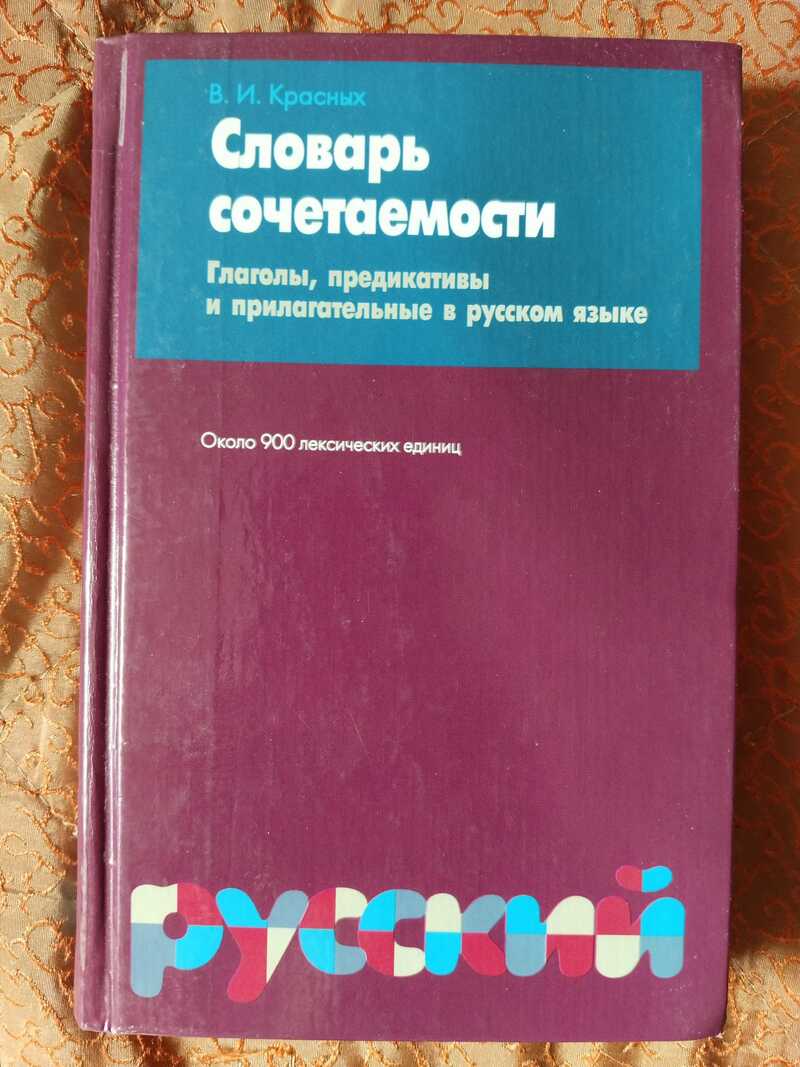 В. И. Красных
Словарь
сочетаемости
Глаголы, предикативы
и прилагательные в русском языке
Около 900 лексических единиц
русский